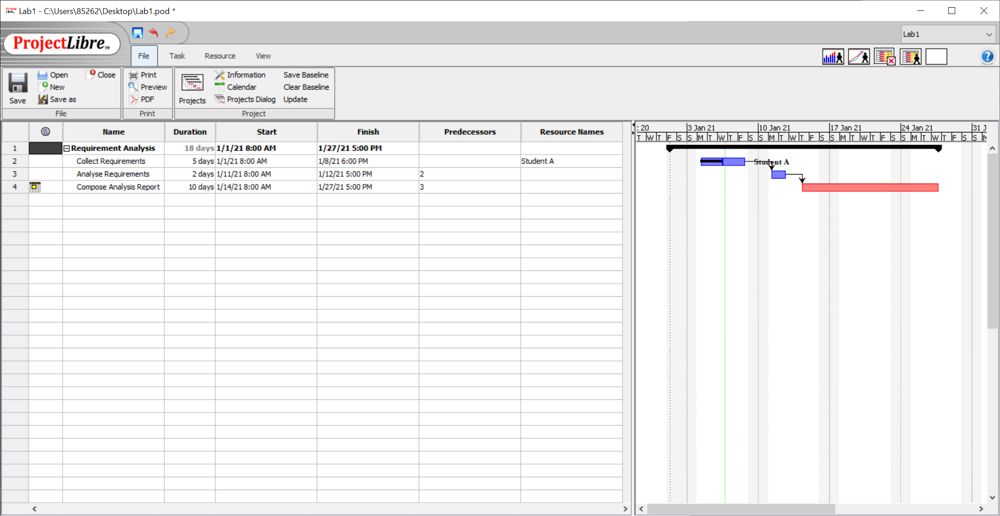 Lab1 - C:\Users\85262\Desktop\Lab1.pod *
ProjectLibre TM
Lab1
File Task Resource View
Save
Open
New
Save as
Close
File
Print
Preview
PDF
Print
Projects
Information
Calendar
Projects Dialog
Save Baseline
Clear Baseline
Update
Project
Name Duration Start Finish Predecessors Resource Names
1 Requirement Analysis 18 days 1/1/21 8:00 AM 1/27/21 5:00 PM
2 Collect Requirements 5 days 1/1/21 8:00 AM 1/8/21 6:00 PM Student A
3 Analyse Requirements 2 days 1/11/21 8:00 AM 1/12/21 5:00 PM 2
4 Compose Analysis Report 10 days 1/14/21 8:00 AM 1/27/21 5:00 PM 3
: 20 3 Jan 21 10 Jan 21 17 Jan 21 24 Jan 21 31 J
T W T F S S M T W T F S S M T W T F S S M T W T F S S M T W T F S S M
Student A